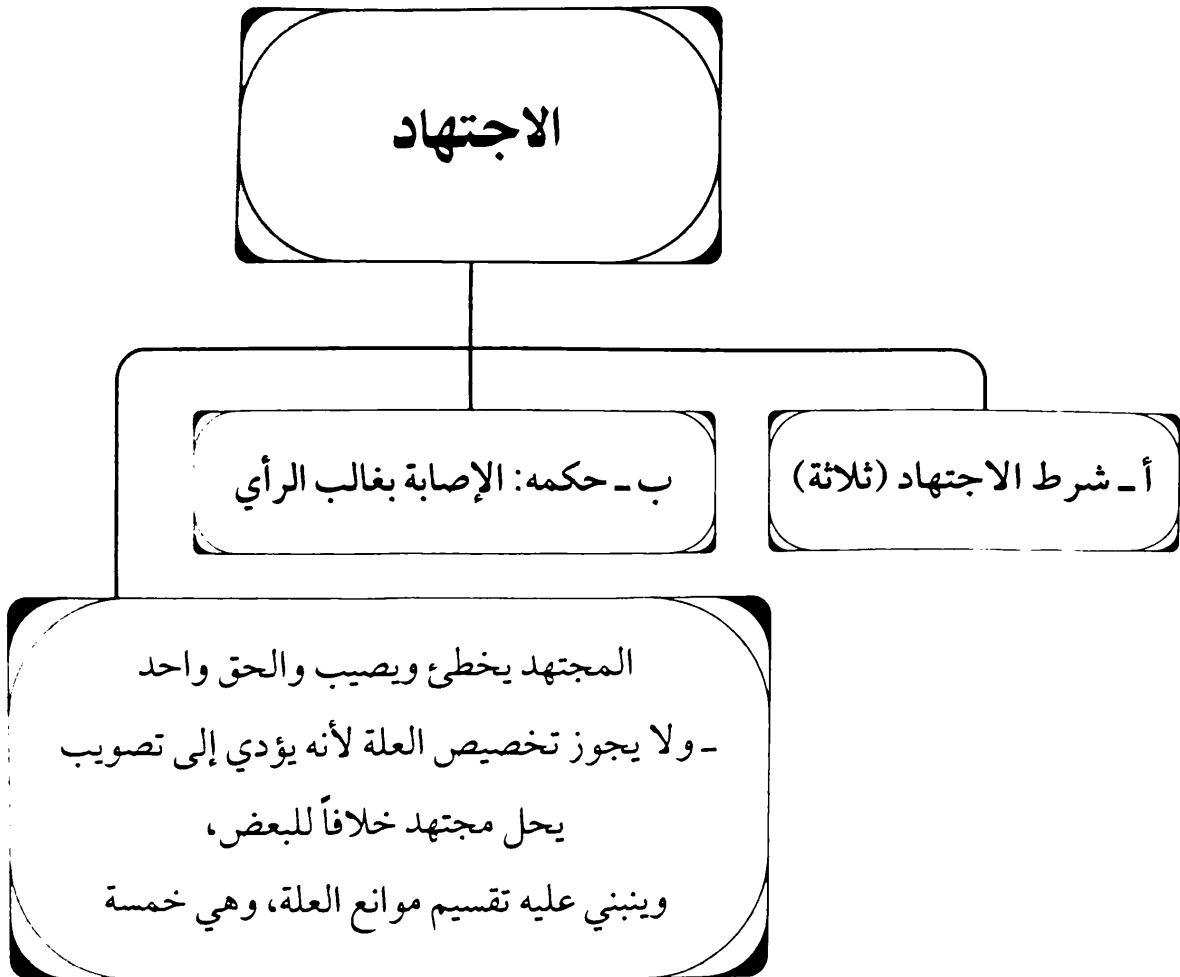 الاجتهاد
أ ـ شرط الاجتهاد (ثلاثة)
ب ـ حكمه: الإصابة بغالب الرأي
المجتهد يخطئ ويصيب والحق واحد
ـ ولا يجوز تخصيص العلة لأنه يؤدي إلى تصويب
يحل مجتهد خلافاً للبعض،
وينبني عليه تقسيم موانع العلة، وهي خمسة